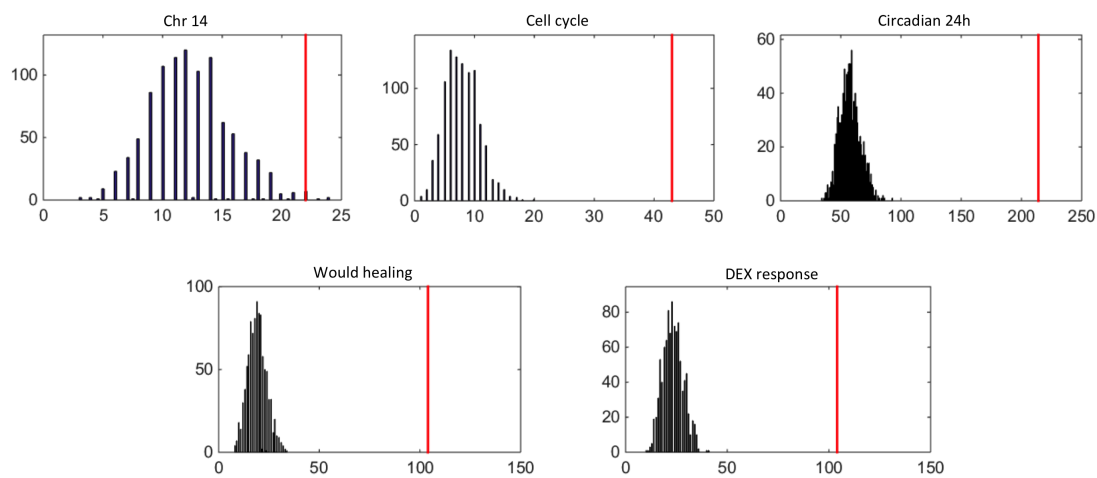 Chr 14
100
50
0
0 5 10 15 20 25
Cell cycle
100
50
0
0 10 20 30 40 50
Circadian 24h
60
40
20
0
0 50 100 150 200 250
Would healing
100
50
0
0 50 100 150
DEX response
80
60
40
20
0
0 50 100 150